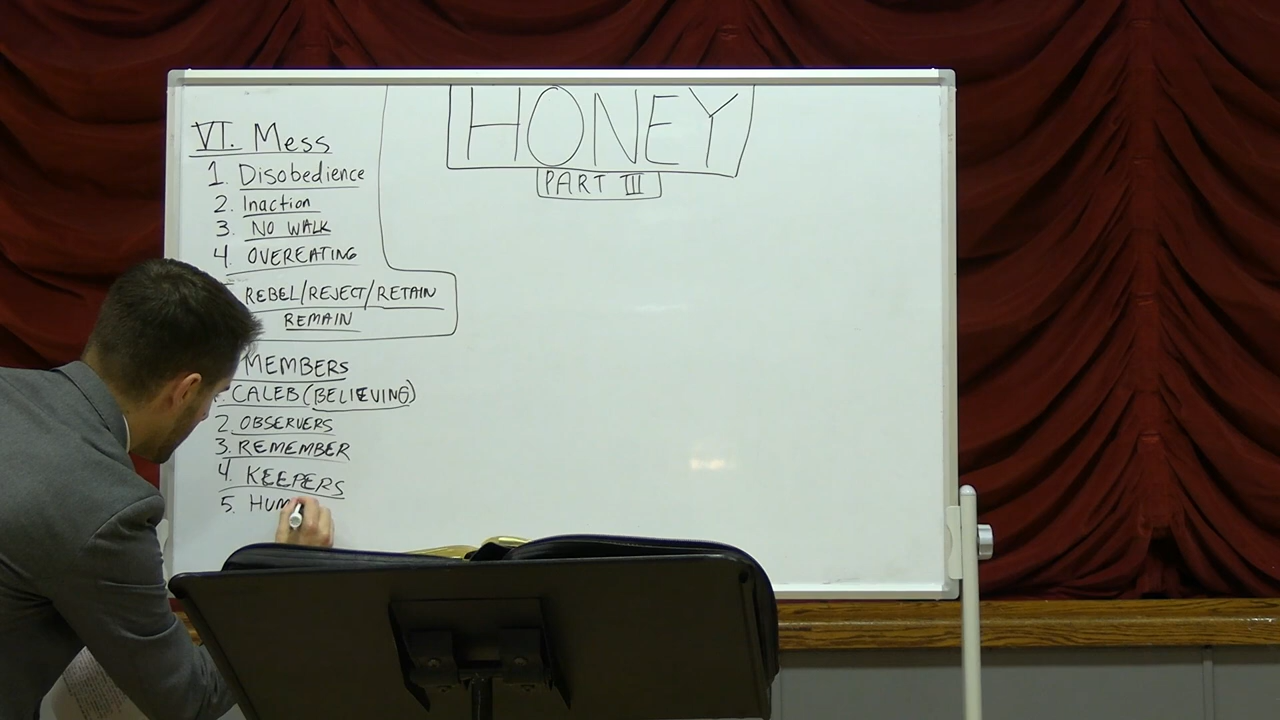 HONEY
PART III
VI. Mess
1. Disobedience
2. Inaction
3. NO WALK
4. OVEREATING
REBEL/REJECT/RETAIN
REMAIN
MEMBERS
CALEB (BELIEVING)
2. OBSERVERS
3. REMEMBER
4. KEEPERS
5. HUM